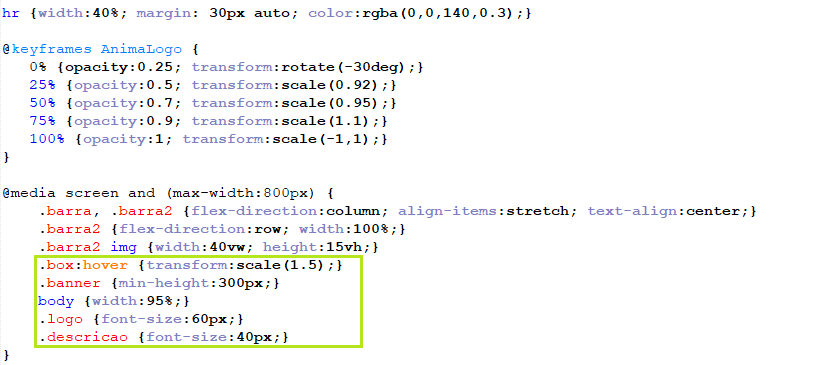 hr {width:40%; margin: 30px auto; color:rgba(0,0,140,0.3);}
@keyframes AnimaLogo {
0% {opacity:0.25; transform:rotate(-30deg);}
25% {opacity:0.5; transform:scale(0.92);}
50% {opacity:0.7; transform:scale(0.95);}
75% {opacity:0.9; transform:scale(1.1);}
100% {opacity:1; transform:scale(-1,1);}
}
@media screen and (max-width:800px) {
.barra, .barra2 {flex-direction:column; align-items:stretch; text-align:center;}
.barra2 {flex-direction:row; width:100%;}
.barra2 img {width:40vw; height:15vh;}
.box:hover {transform:scale(1.5);}
.banner {min-height:300px;}
body {width:95%;}
.logo {font-size:60px;}
.descricao {font-size:40px;}
}